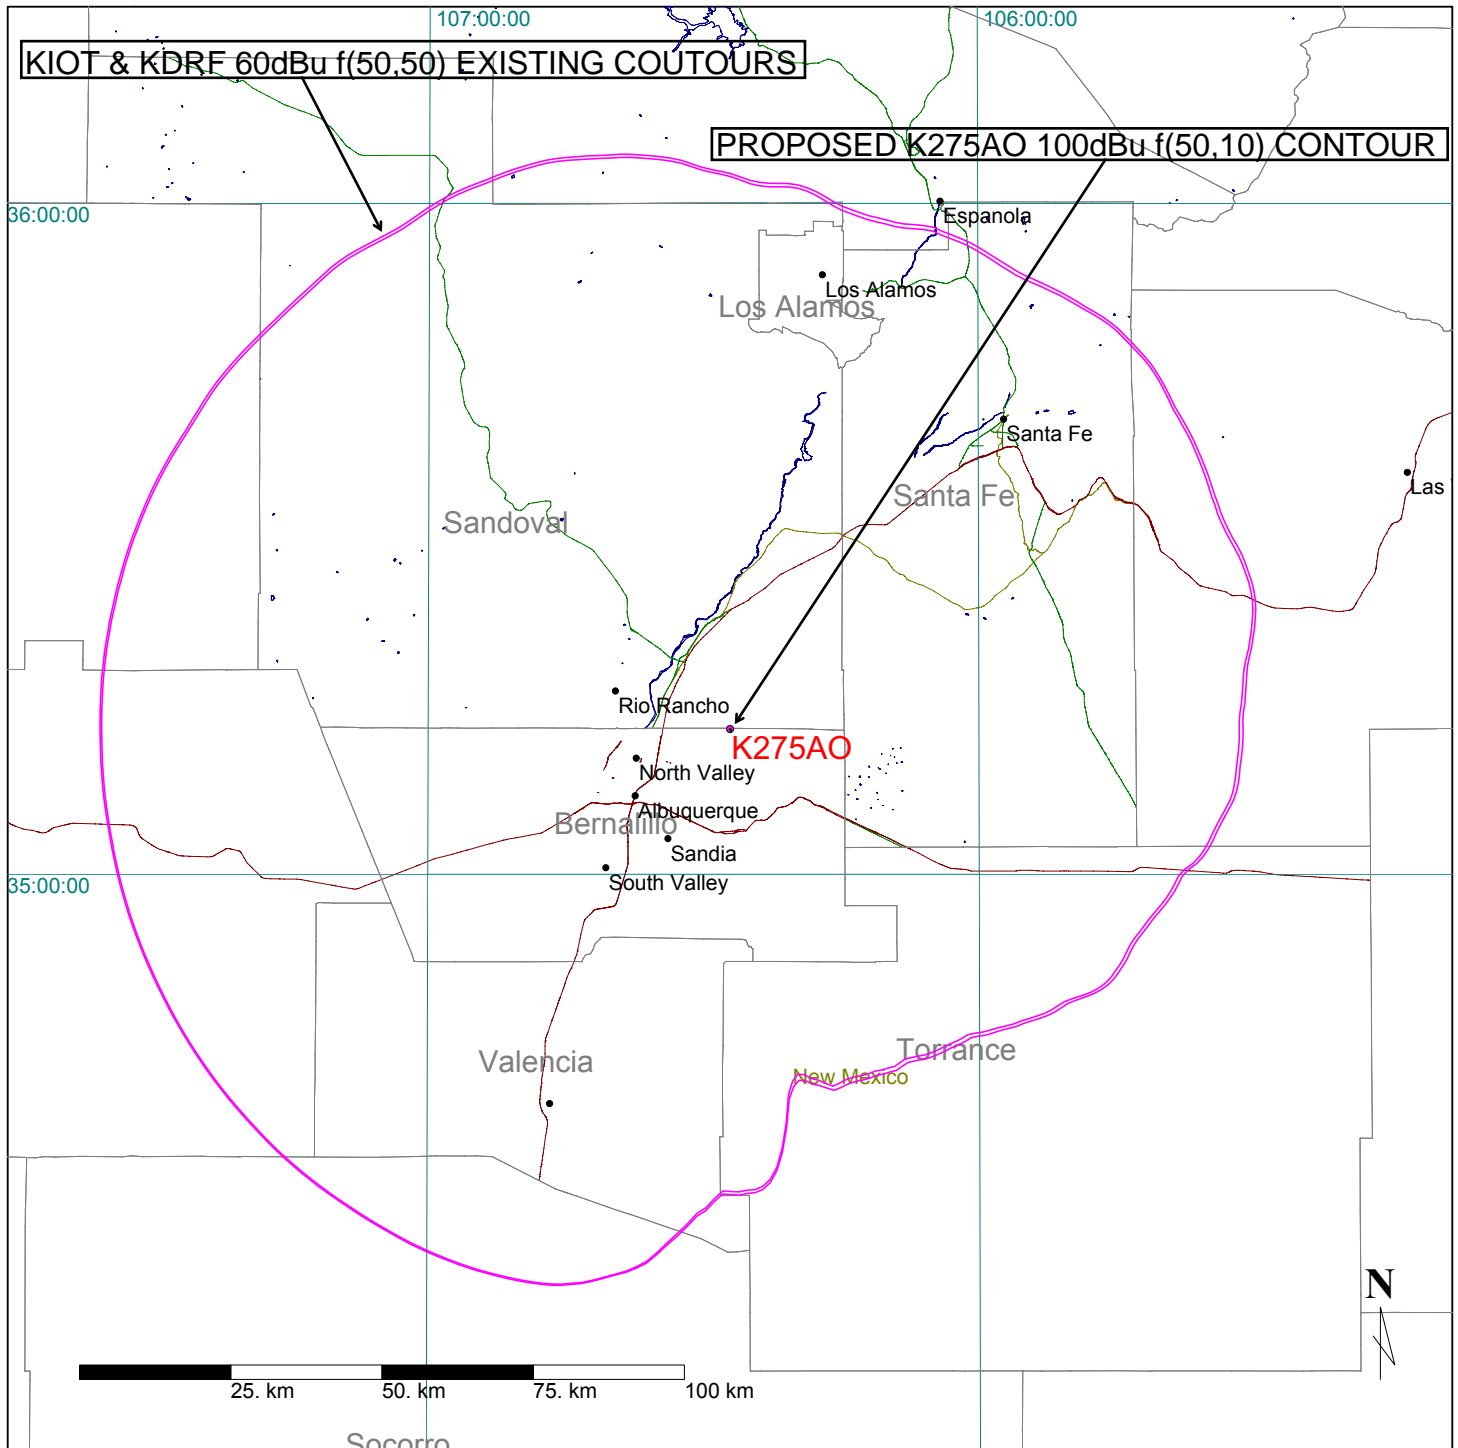 107:00:00
106:00:00
KIOT & KDRF 60dBu f(50,50) EXISTING COUTOURS
PROPOSED K275AO 100dBu f(50,10) CONTOUR
36:00:00
Espanola
Los Alamos
Los Alamos
Santa Fe
Las
Santa Fe
Sandoval
Rio Rancho
K275AO
North Valley
Albuquerque
Bernalillo
Sandia
South Valley
35:00:00
Torrance
Valencia
New Mexico
N
25. km
50. km
75. km
100 km
Socorro